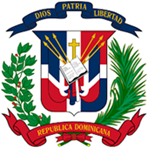 DIOS PATRIA LIBERTAD
REPUBLICA DOMINICANA